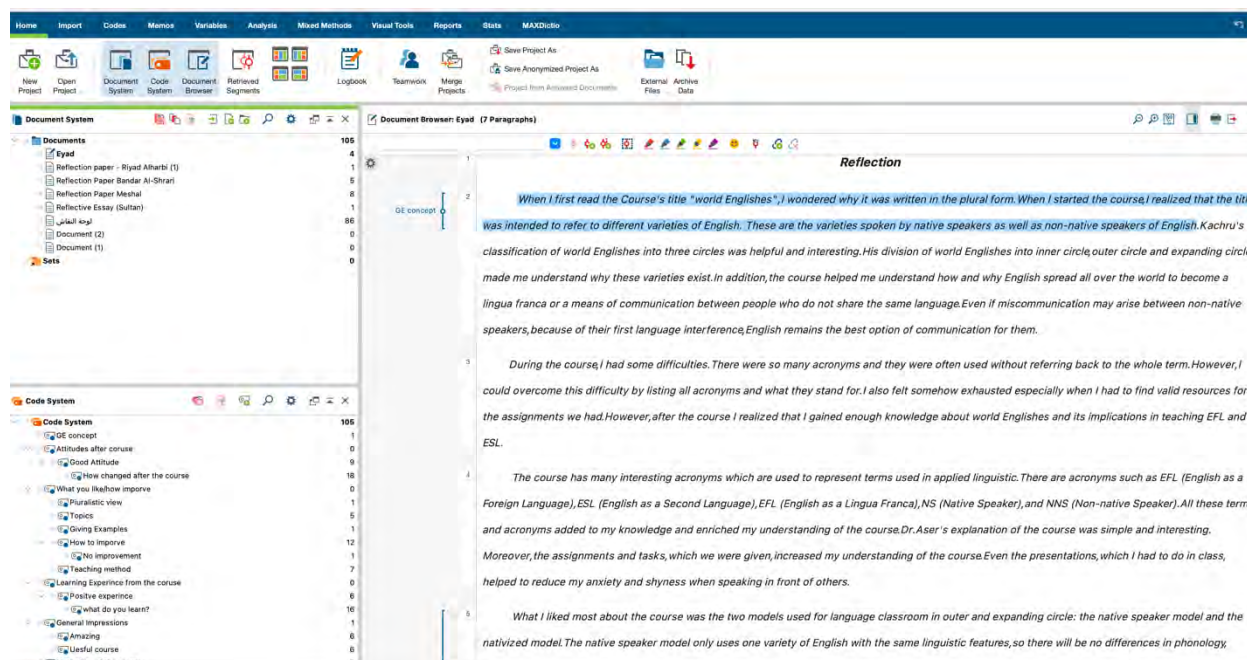 Home Import Codes Memos Variables Analysis Mixed Methods Visual Tools Reports Stats MAXDictio
New Project
Open Project
Document System
Code System
Document Browser
Retrieved Segments
Logbook
Teamwork
Merge Projects
Save Project As
Save Anonymized Project As
Project from Activated Documents
External Files
Archive Data
Document System
Documents 105
Eyad 4
Reflection paper - Riyad Alharbi (1) 1
Reflection Paper Bandar Al-Shrari 5
Reflection Paper Meshal 8
Reflective Essay (Sultan) 1
لوحة النقاش 86
Document (2) 0
Document (1) 0
Sets 0
Code System
Code System 105
GE concept 1
Attitudes after coruse 0
Good Attitude 9
How changed after the course 16
What you like/how imporve 0
Pluralistic view 1
Topics 5
Giving Examples 1
How to imporve 12
No improvement 1
Teaching method 7
Learning Experince from the coruse 0
Positve experince 6
what do you learn? 16
General Impressions 1
Amazing 6
Uesful course 6
Document Browser: Eyad (7 Paragraphs)
1
Reflection
GE concept
2
When I first read the Course's title "world Englishes", I wondered why it was written in the plural form. When I started the course, I realized that the titl
was intended to refer to different varieties of English. These are the varieties spoken by native speakers as well as non-native speakers of English. Kachru's
classification of world Englishes into three circles was helpful and interesting. His division of world Englishes into inner circle, outer circle and expanding circl
made me understand why these varieties exist. In addition, the course helped me understand how and why English spread all over the world to become a
lingua franca or a means of communication between people who do not share the same language. Even if miscommunication may arise between non-native
speakers, because of their first language interference, English remains the best option of communication for them.
3
During the course, I had some difficulties. There were so many acronyms and they were often used without referring back to the whole term. However, I
could overcome this difficulty by listing all acronyms and what they stand for. I also felt somehow exhausted especially when I had to find valid resources for
the assignments we had. However, after the course I realized that I gained enough knowledge about world Englishes and its implications in teaching EFL and
ESL.
4
The course has many interesting acronyms which are used to represent terms used in applied linguistic. There are acronyms such as EFL (English as a
Foreign Language), ESL (English as a Second Language), EFL (English as a Lingua Franca), NS (Native Speaker), and NNS (Non-native Speaker). All these term
and acronyms added to my knowledge and enriched my understanding of the course. Dr. Aser's explanation of the course was simple and interesting.
Moreover, the assignments and tasks, which we were given, increased my understanding of the course. Even the presentations, which I had to do in class,
helped to reduce my anxiety and shyness when speaking in front of others.
5
What I liked most about the course was the two models used for language classroom in outer and expanding circle: the native speaker model and the
nativized model. The native speaker model only uses one variety of English with the same linguistic features, so there will be no differences in phonology,